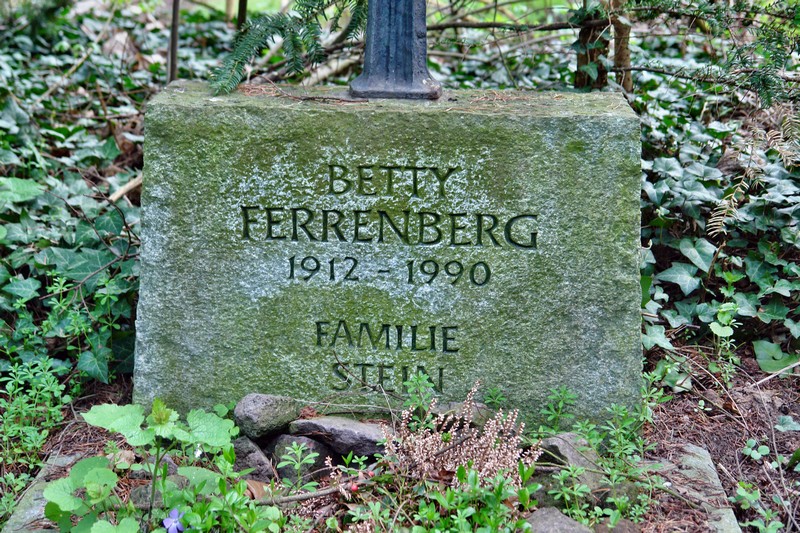 BETTY
FERRENBERG
1912 - 1990
FAMILIE
STEIN